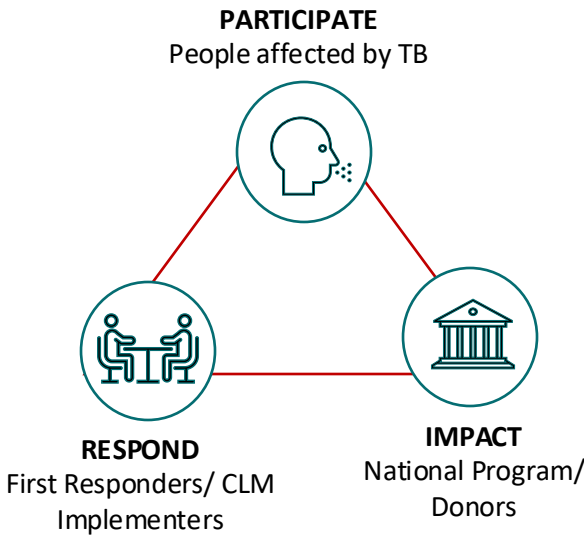 PARTICIPATE
People affected by TB
RESPOND
First Responders/ CLM
Implementers
IMPACT
National Program/
Donors